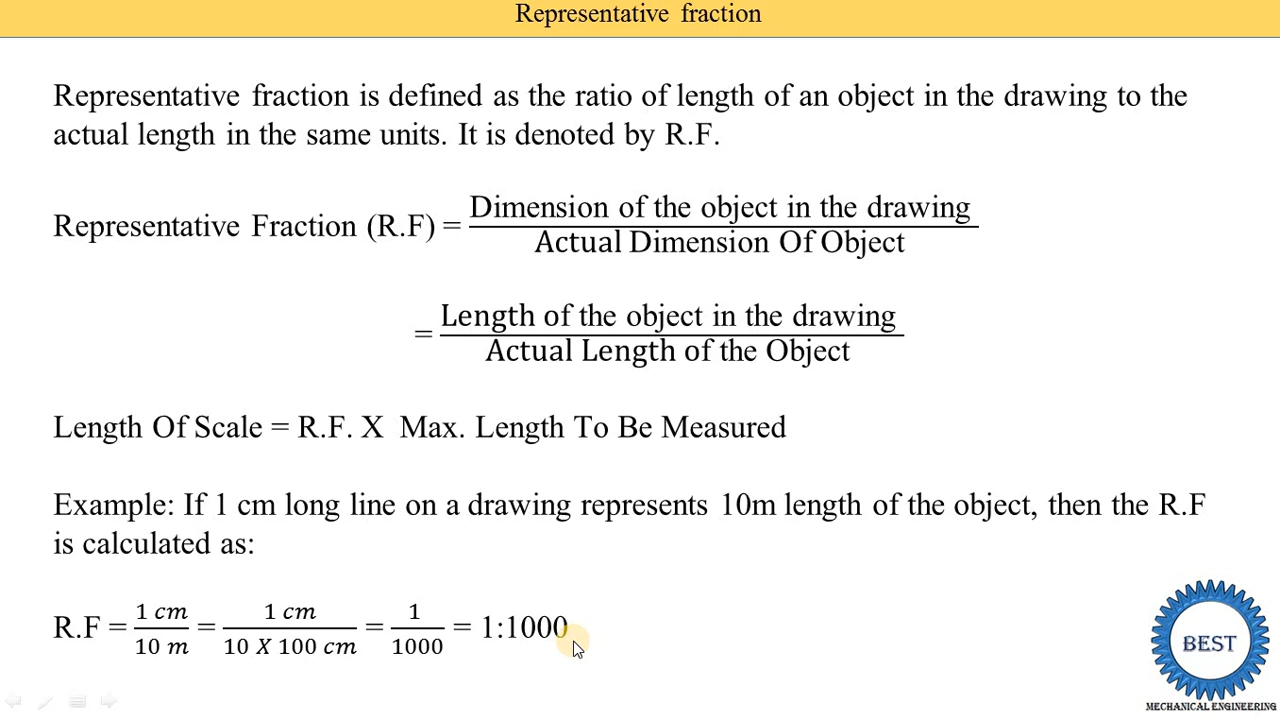 Representative fraction
Representative fraction is defined as the ratio of length of an object in the drawing to the
actual length in the same units. It is denoted by R.F.
Representative Fraction (R.F) = Dimension of the object in the drawing / Actual Dimension Of Object
= Length of the object in the drawing / Actual Length of the Object
Length Of Scale = R.F. X Max. Length To Be Measured
Example: If 1 cm long line on a drawing represents 10m length of the object, then the R.F
is calculated as:
R.F = 1 cm / 10 m = 1 cm / 10 X 100 cm = 1 / 1000 = 1:1000
BEST
MECHANICAL ENGINEERING